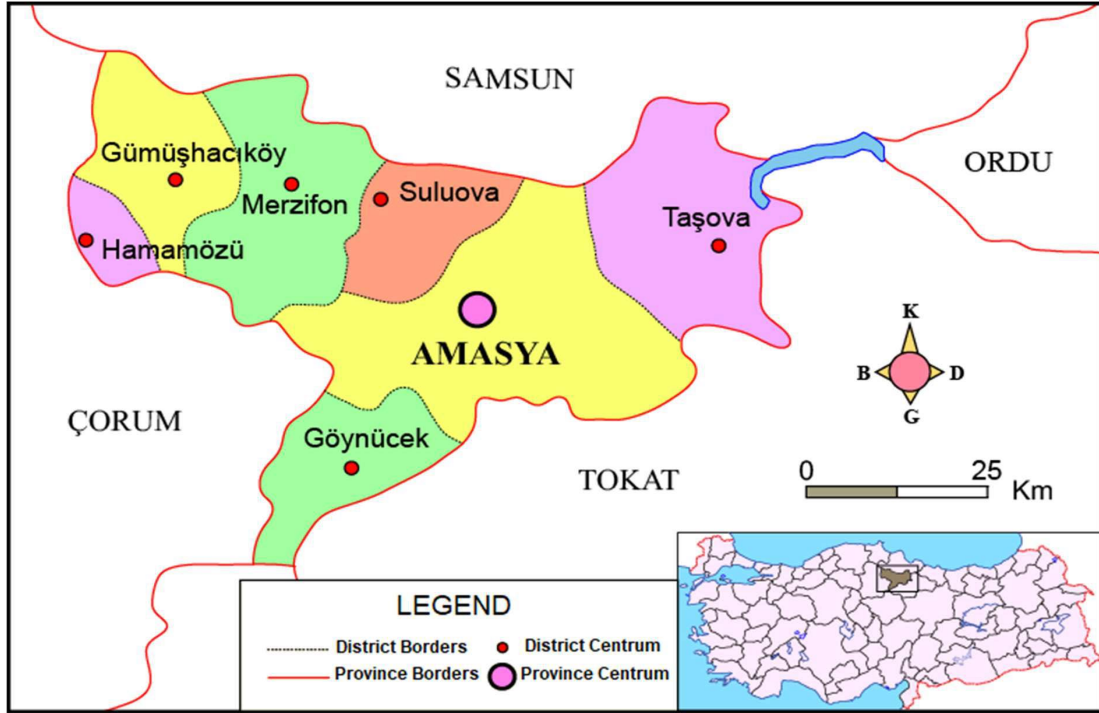 SAMSUN
ORDU
Gümüşhacıköy
Merzifon
Suluova
Taşova
Hamamözü
AMASYA
K
B D
G
ÇORUM
Göynücek
TOKAT
0 25
Km
LEGEND
District Borders District Centrum
Province Borders Province Centrum